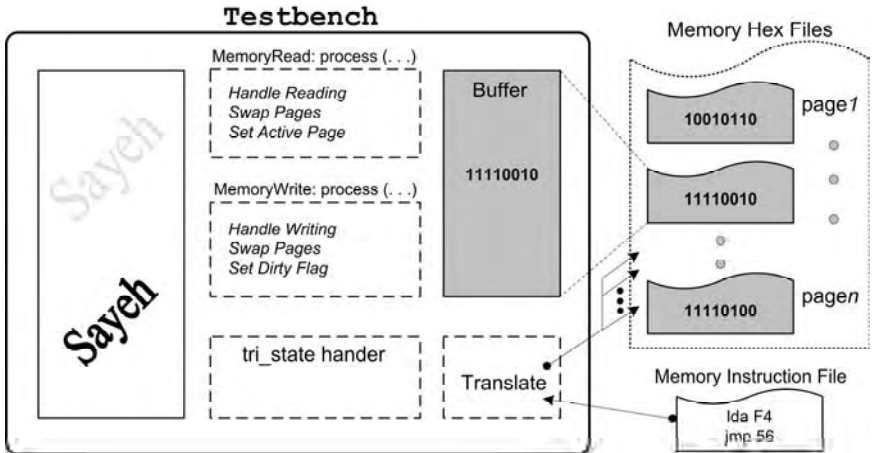 Testbench
MemoryRead: process (. . .)
Handle Reading
Swap Pages
Set Active Page
MemoryWrite: process (. . .)
Handle Writing
Swap Pages
Set Dirty Flag
tri_state hander
Sayeh
Sayeh
Buffer
11110010
Translate
Memory Hex Files
10010110
page1
11110010
11110100
pagen
Memory Instruction File
lda F4
jmp 56